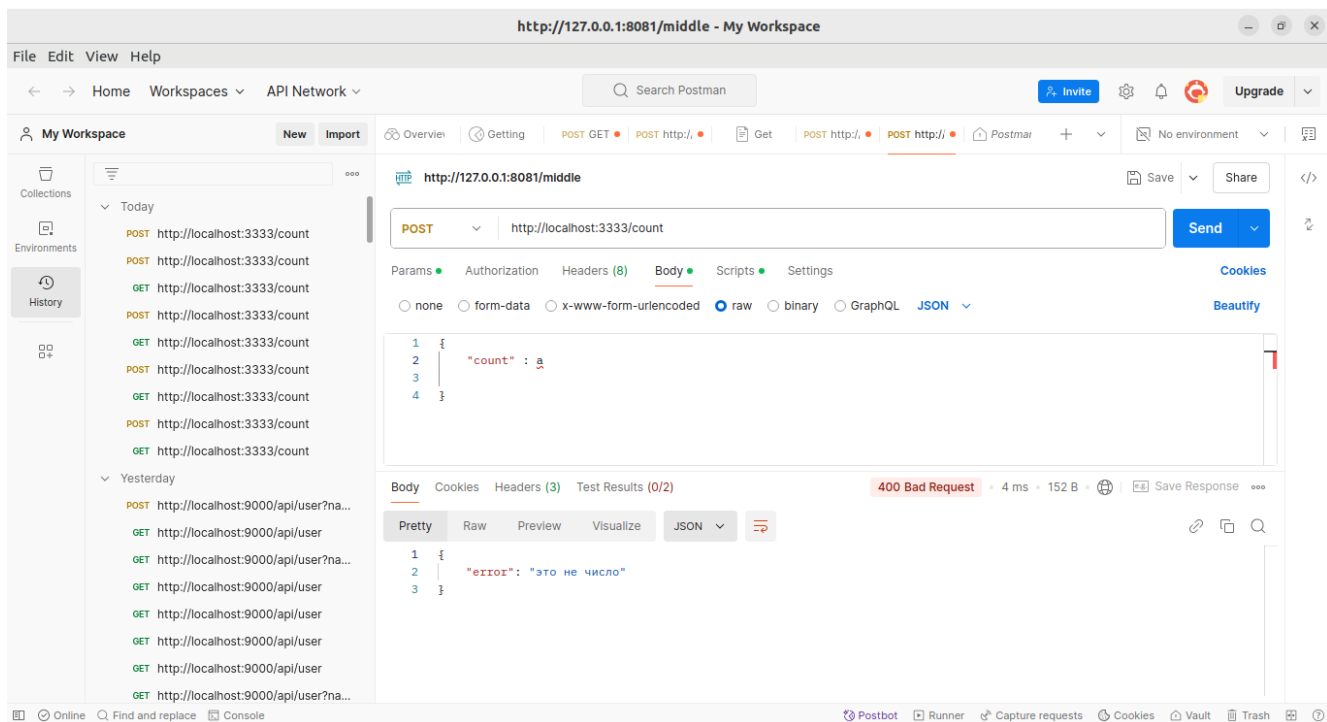 http://127.0.0.1:8081/middle - My Workspace
File Edit View Help
Home Workspaces API Network Search Postman Invite Upgrade
My Workspace New Import Overview Getting POST GET POST http:/, Get POST http:/, POST http:// Postmar No environment
Collections
Environments
History
Today
POST http://localhost:3333/count
POST http://localhost:3333/count
GET http://localhost:3333/count
POST http://localhost:3333/count
GET http://localhost:3333/count
POST http://localhost:3333/count
GET http://localhost:3333/count
POST http://localhost:3333/count
GET http://localhost:3333/count
Yesterday
POST http://localhost:9000/api/user?na...
GET http://localhost:9000/api/user
GET http://localhost:9000/api/user?na...
GET http://localhost:9000/api/user
GET http://localhost:9000/api/user
GET http://localhost:9000/api/user
GET http://localhost:9000/api/user
GET http://localhost:9000/api/user?na...
HTTP http://127.0.0.1:8081/middle Save Share </>
POST http://localhost:3333/count Send
Params Authorization Headers (8) Body Scripts Settings Cookies
none form-data x-www-form-urlencoded raw binary GraphQL JSON Beautify
1 {
2 "count" : a
3
4 }
Body Cookies Headers (3) Test Results (0/2) 400 Bad Request 4 ms 152 B e.g. Save Response
Pretty Raw Preview Visualize JSON
1 {
2 "error": "это не число"
3 }
Online Find and replace Console Postbot Runner Capture requests Cookies Vault Trash